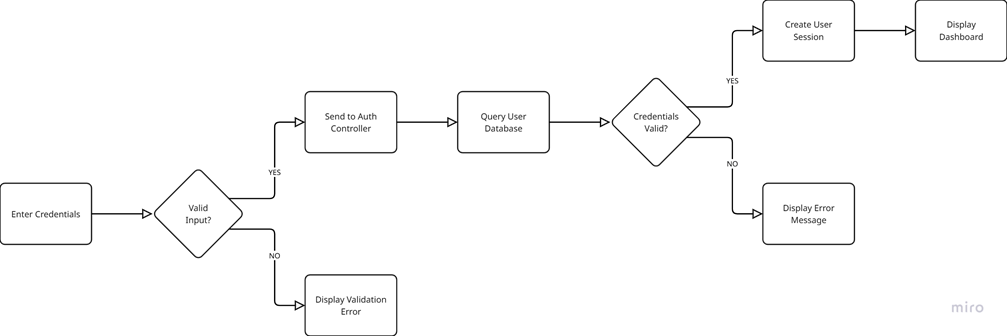 Enter Credentials
Valid
Input?
YES
NO
Send to Auth
Controller
Display Validation
Error
Query User
Database
Credentials
Valid?
YES
NO
Create User
Session
Display
Dashboard
Display Error
Message
miro